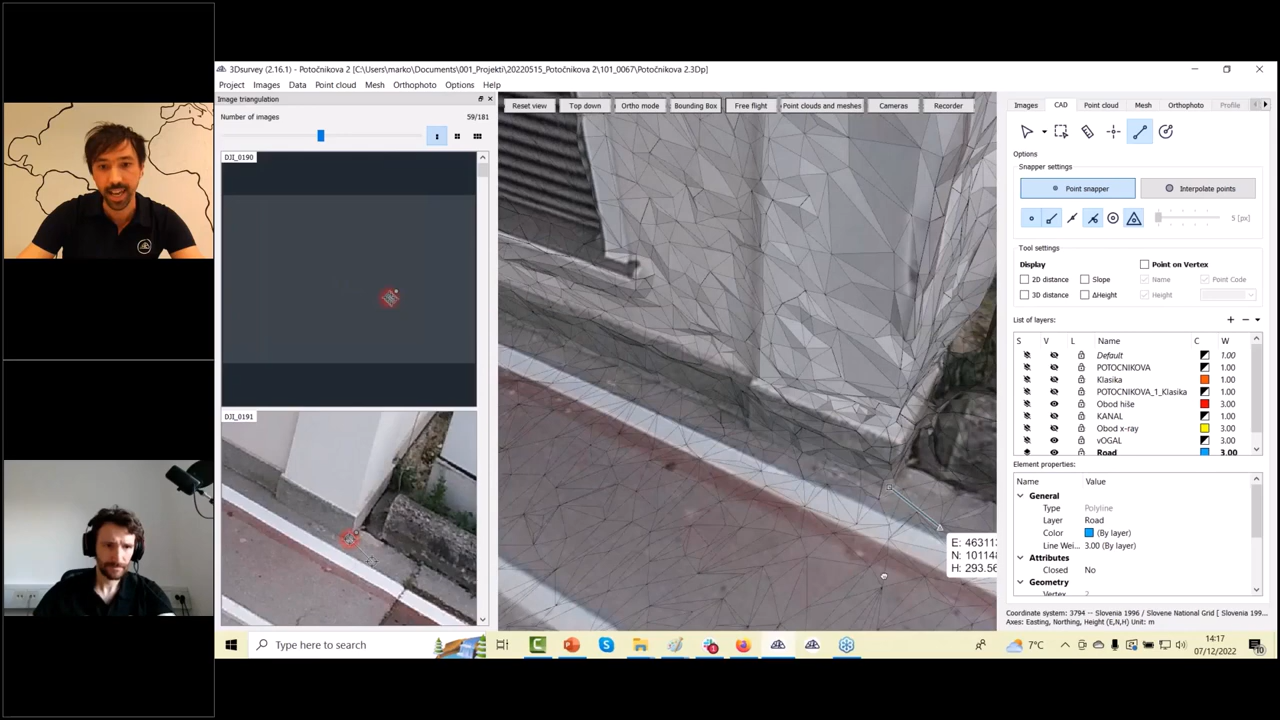 3Dsurvey (2.16.1) - Potočnikova 2 [C:\Users\marko\Documents\001_Projekti\20220515_Potočnikova 2\101_0067\Potočnikova 2.3Dp]
Project Images Data Point cloud Mesh Orthophoto Options Help
Image triangulation
Number of images 59/181
DJI_0190
DJI_0191
Reset view Top down Ortho mode Bounding Box Free flight Point clouds and meshes Cameras Recorder
E: 463113
N: 101148
H: 293.56
Images CAD Point cloud Mesh Orthophoto Profile
Options
Snapper settings
Point snapper Interpolate points
5 [px]
Tool settings
Display Point on Vertex
2D distance Slope Name Point Code
3D distance ΔHeight Height
List of layers:
S V L Name C W
Default 1.00
POTOCNIKOVA 1.00
Klasika 1.00
POTOCNIKOVA_1_Klasika 1.00
Obod hiše 3.00
KANAL 1.00
Obod x-ray 3.00
vOGAL 3.00
Road 3.00
Element properties:
Name Value
General
Type Polyline
Layer Road
Color (By layer)
Line Wei... 3.00 (By layer)
Attributes
Closed No
Geometry
Vertex 2
Coordinate system: 3794 -- Slovenia 1996 / Slovene National Grid [ Slovenia 199...
Axes: Easting, Northing, Height (E,N,H) Unit: m
Type here to search
7°C
14:17
07/12/2022